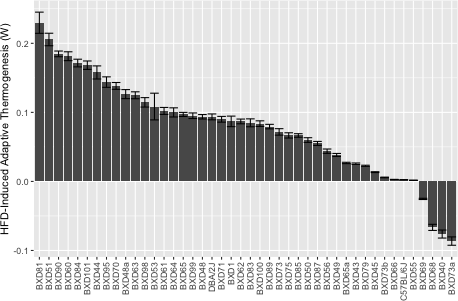 HFD-Induced Adaptive Thermogenesis (W)
0.2
0.1
0.0
-0.1
BXD81
BXD51
BXD90
BXD60
BXD84
BXD101
BXD44
BXD95
BXD70
BXD48a
BXD63
BXD98
BXD53
BXD61
BXD64
BXD65
BXD99
BXD48
DBA/2J
BXD71
BXD1
BXD62
BXD83
BXD100
BXD89
BXD73
BXD75
BXD85
BXD50
BXD87
BXD56
BXD49
BXD65a
BXD43
BXD79
BXD45
BXD73b
BXD66
C57BL/6J
BXD55
BXD69
BXD68
BXD40
BXD73a